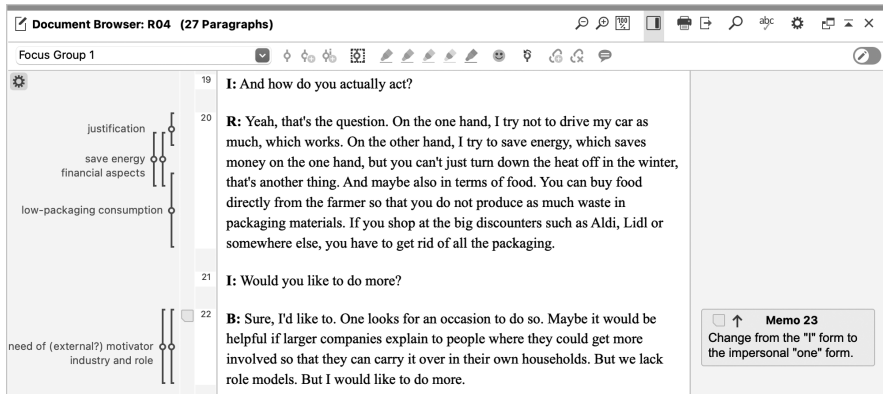 Document Browser: R04 (27 Paragraphs)
100%
abc
Focus Group 1
19 I: And how do you actually act?
justification
save energy
financial aspects
low-packaging consumption
20 R: Yeah, that's the question. On the one hand, I try not to drive my car as
much, which works. On the other hand, I try to save energy, which saves
money on the one hand, but you can't just turn down the heat off in the winter,
that's another thing. And maybe also in terms of food. You can buy food
directly from the farmer so that you do not produce as much waste in
packaging materials. If you shop at the big discounters such as Aldi, Lidl or
somewhere else, you have to get rid of all the packaging.
21 I: Would you like to do more?
need of (external?) motivator
industry and role
22 B: Sure, I'd like to. One looks for an occasion to do so. Maybe it would be
helpful if larger companies explain to people where they could get more
involved so that they can carry it over in their own households. But we lack
role models. But I would like to do more.
Memo 23
Change from the "I" form to
the impersonal "one" form.